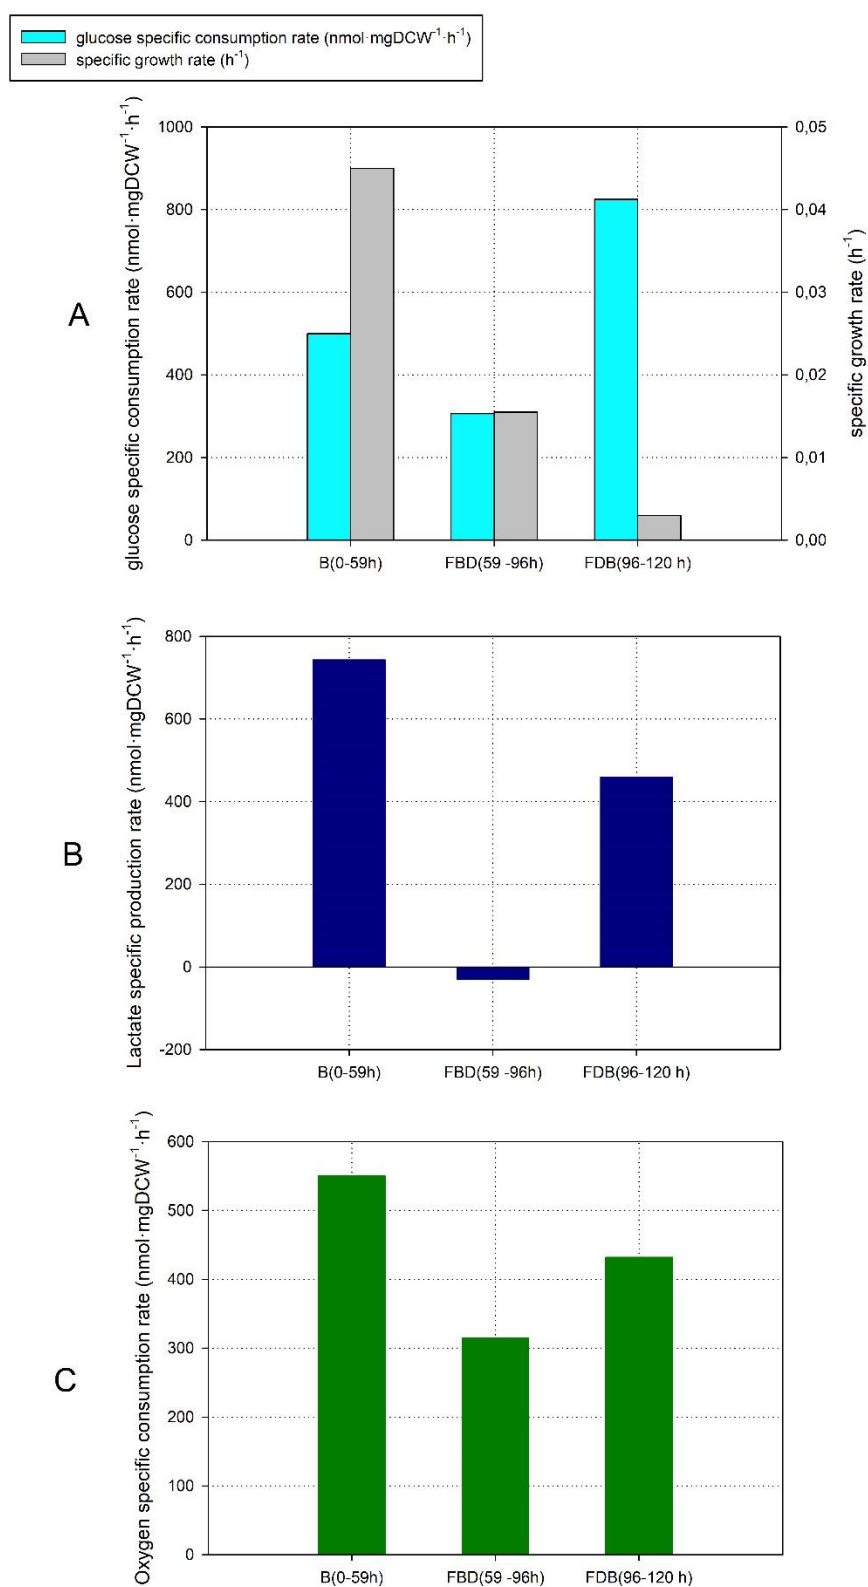 glucose specific consumption rate (nmol·mgDCW⁻¹·h⁻¹)
specific growth rate (h⁻¹)
A
glucose specific consumption rate (nmol·mgDCW⁻¹·h⁻¹)
1000
800
600
400
200
0
0,05
0,04
0,03
0,02
0,01
0,00
specific growth rate (h⁻¹)
B(0-59h) FBD(59 -96h) FDB(96-120 h)
B
Lactate specific production rate (nmol·mgDCW⁻¹·h⁻¹)
800
600
400
200
0
-200
B(0-59h) FBD(59 -96h) FDB(96-120 h)
C
Oxygen specific consumption rate (nmol·mgDCW⁻¹·h⁻¹)
600
500
400
300
200
100
0
B(0-59h) FBD(59 -96h) FDB(96-120 h)